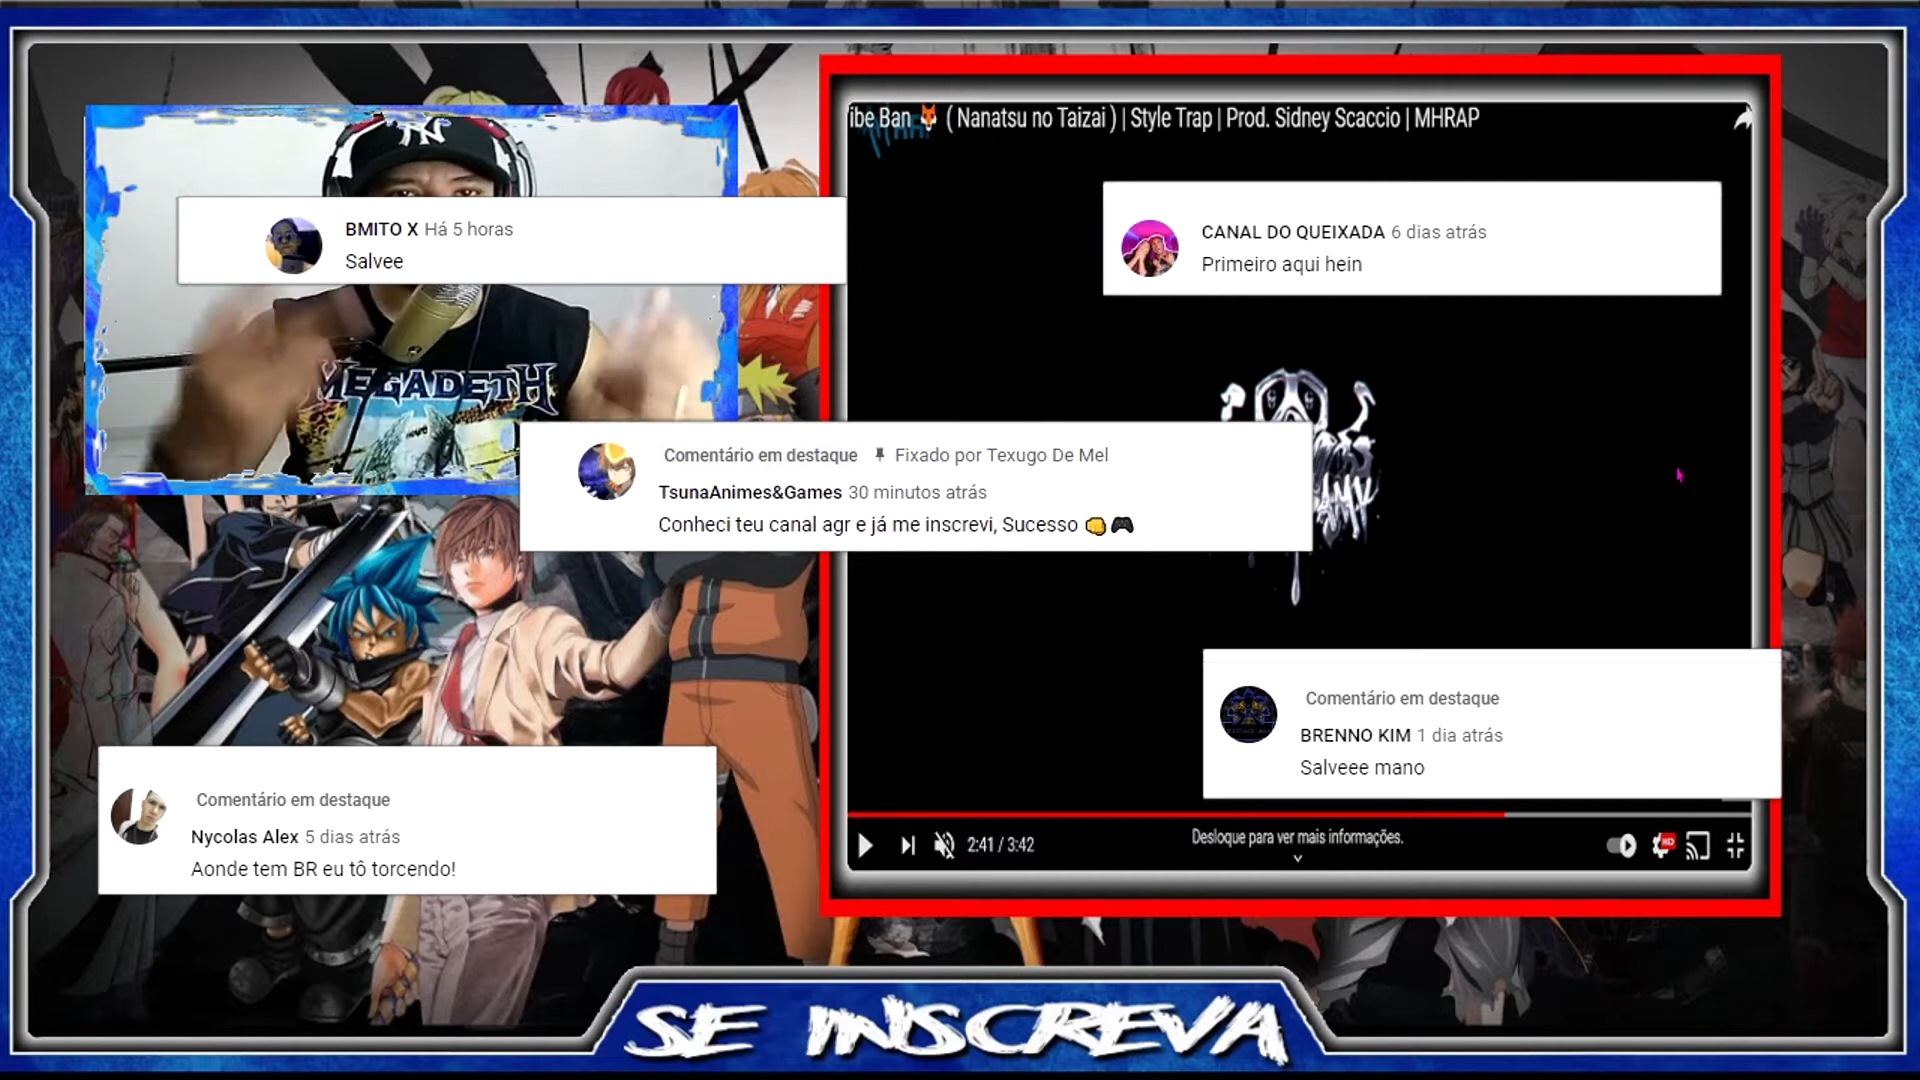 ibe Ban 🦊 ( Nanatsu no Taizai ) | Style Trap | Prod. Sidney Scaccio | MHRAP
NY
BMITO X Há 5 horas
Salvee
CANAL DO QUEIXADA 6 dias atrás
Primeiro aqui hein
MEGADETH
Comentário em destaque Fixado por Texugo De Mel
TsunaAnimes&Games 30 minutos atrás
Conheci teu canal agr e já me inscrevi, Sucesso 👊🎮
Comentário em destaque
BRENNO KIM 1 dia atrás
Salveee mano
Comentário em destaque
Nycolas Alex 5 dias atrás
Aonde tem BR eu tô torcendo!
2:41 / 3:42
Desloque para ver mais informações.
HD
SE INSCREVA